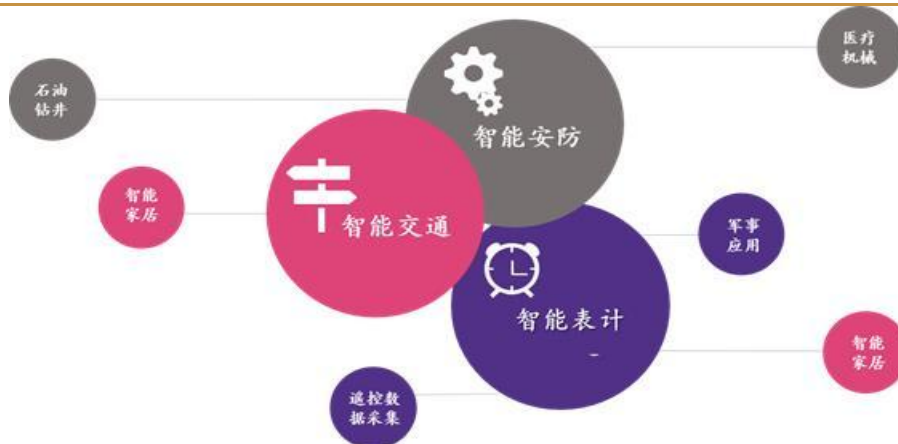 医疗
机械
石油
钻井
智能安防
智能
家居
智能交通
军事
应用
智能表计
智能
家居
遥控数
据采集